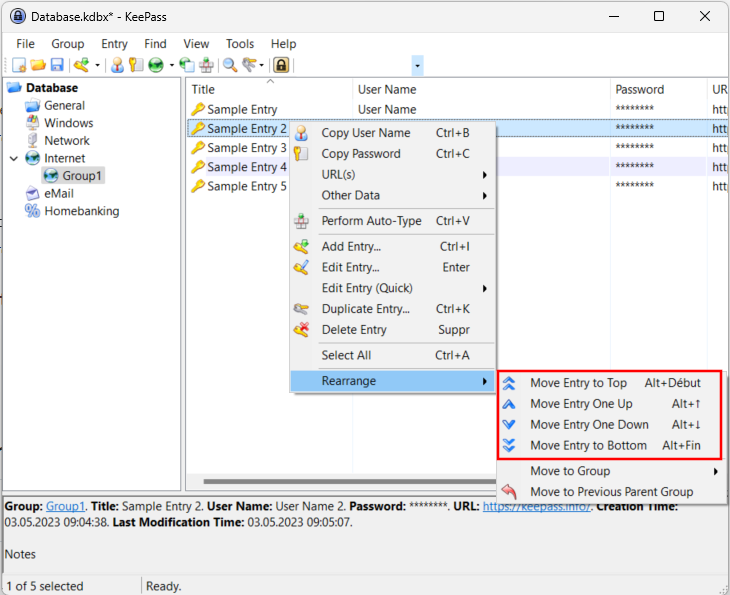 Database.kdbx* - KeePass
File Group Entry Find View Tools Help
Database
General
Windows
Network
Internet
Group1
eMail
Homebanking
Title User Name Password UR
Sample Entry User Name ******** htt
Sample Entry 2 ******** htt
Sample Entry 3 ******** htt
Sample Entry 4 ******** htt
Sample Entry 5 ******** htt
Copy User Name Ctrl+B
Copy Password Ctrl+C
URL(s)
Other Data
Perform Auto-Type Ctrl+V
Add Entry... Ctrl+I
Edit Entry... Enter
Edit Entry (Quick)
Duplicate Entry... Ctrl+K
Delete Entry Suppr
Select All Ctrl+A
Rearrange
Move Entry to Top Alt+Début
Move Entry One Up Alt+↑
Move Entry One Down Alt+↓
Move Entry to Bottom Alt+Fin
Move to Group
Move to Previous Parent Group
Group: Group1. Title: Sample Entry 2. User Name: User Name 2. Password: ********. URL: https://keepass.info/. Creation Time:
03.05.2023 09:04:38. Last Modification Time: 03.05.2023 09:05:07.
Notes
1 of 5 selected Ready.